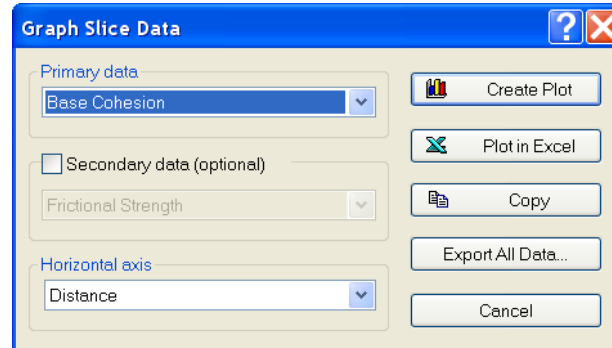 Graph Slice Data
Primary data
Base Cohesion
Secondary data (optional)
Frictional Strength
Horizontal axis
Distance
Create Plot
Plot in Excel
Copy
Export All Data...
Cancel